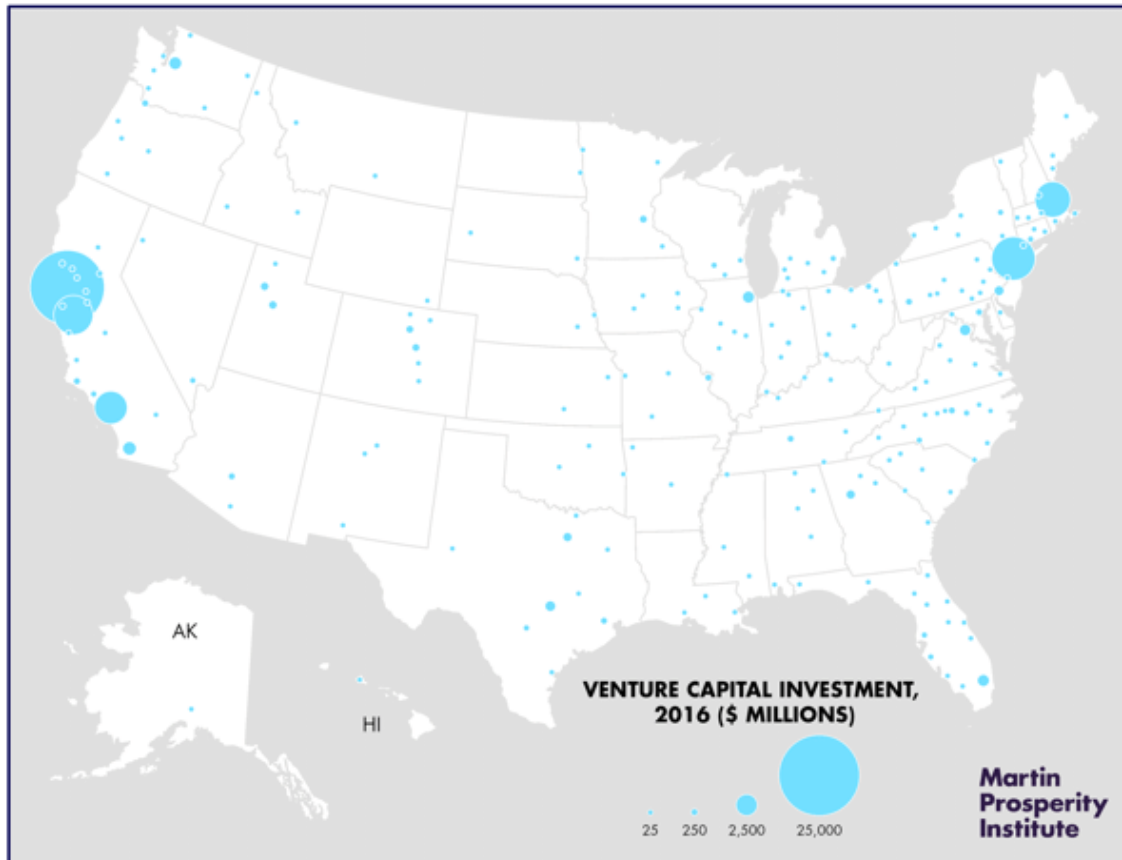 AK
HI
VENTURE CAPITAL INVESTMENT,
2016 ($ MILLIONS)
25 250 2,500 25,000
Martin
Prosperity
Institute